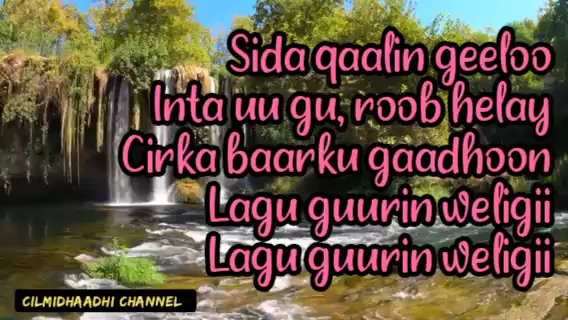 Sida qaalin geeloo
Inta uu gu, roob helay
Cirka baarku gaadhoon
Lagu guurin weligii
Lagu guurin weligii
CILMIDHAADHI CHANNEL